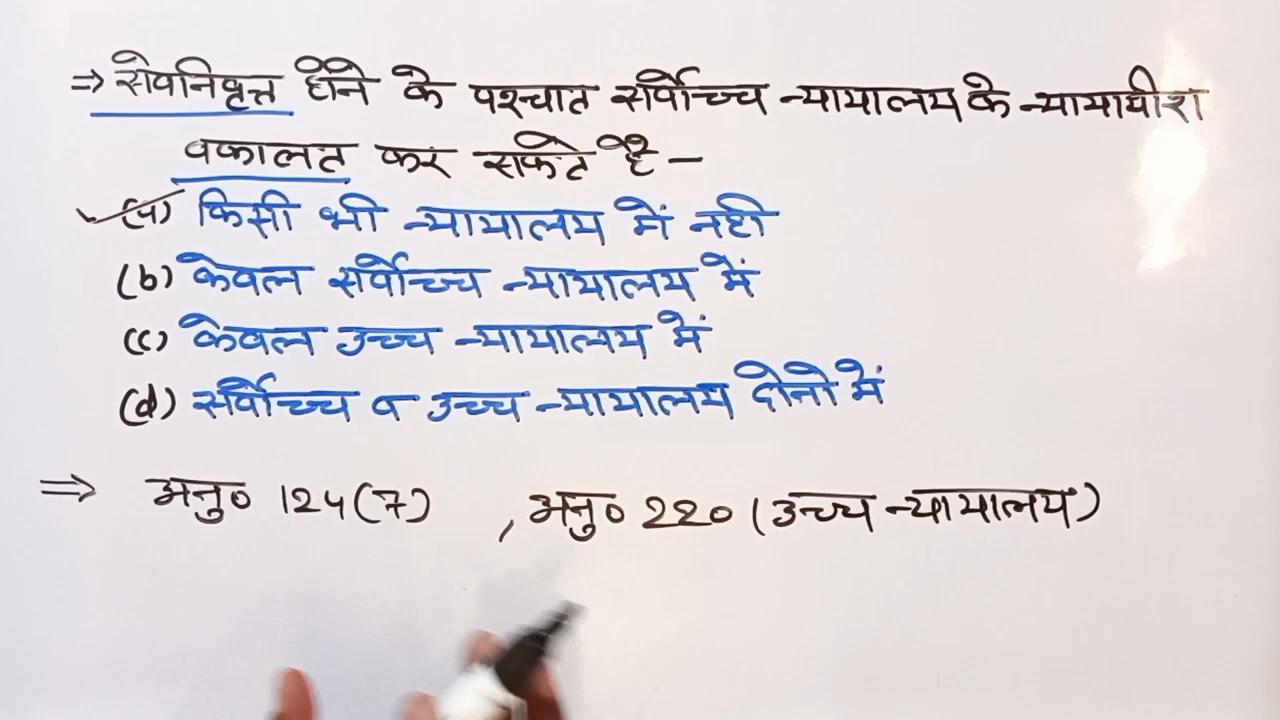 ⇒ सेवनिवृत्त होने के पश्चात सर्वोच्च न्यायालय के न्यायाधीश
वकालत कर सकते है –
(a) किसी भी न्यायालय में नही
(b) केवल सर्वोच्च न्यायालय में
(c) केवल उच्च न्यायालय में
(d) सर्वोच्च व उच्च न्यायालय दोनो में
⇒ अनु० 124(7) , अनु० 220 (उच्च न्यायालय)